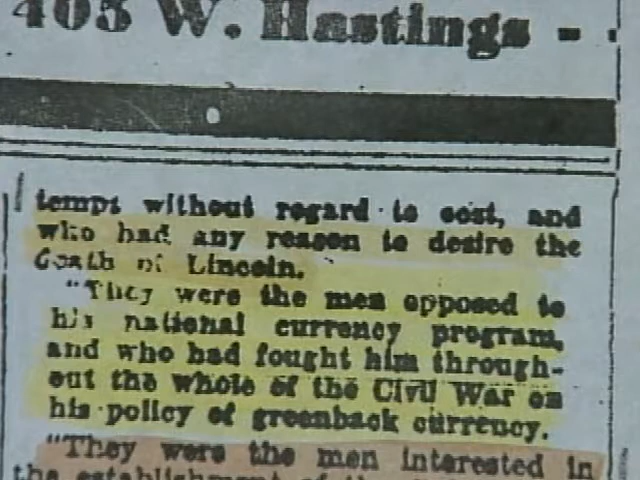 405 W. Hastings - -
tempt without regard to cost, and
who had any reason to desire the
death of Lincoln.
"They were the men opposed to
his national currency program,
and who had fought him through-
out the whole of the Civil War on
his policy of greenback currency.
"They were the men interested in
the establishment of the